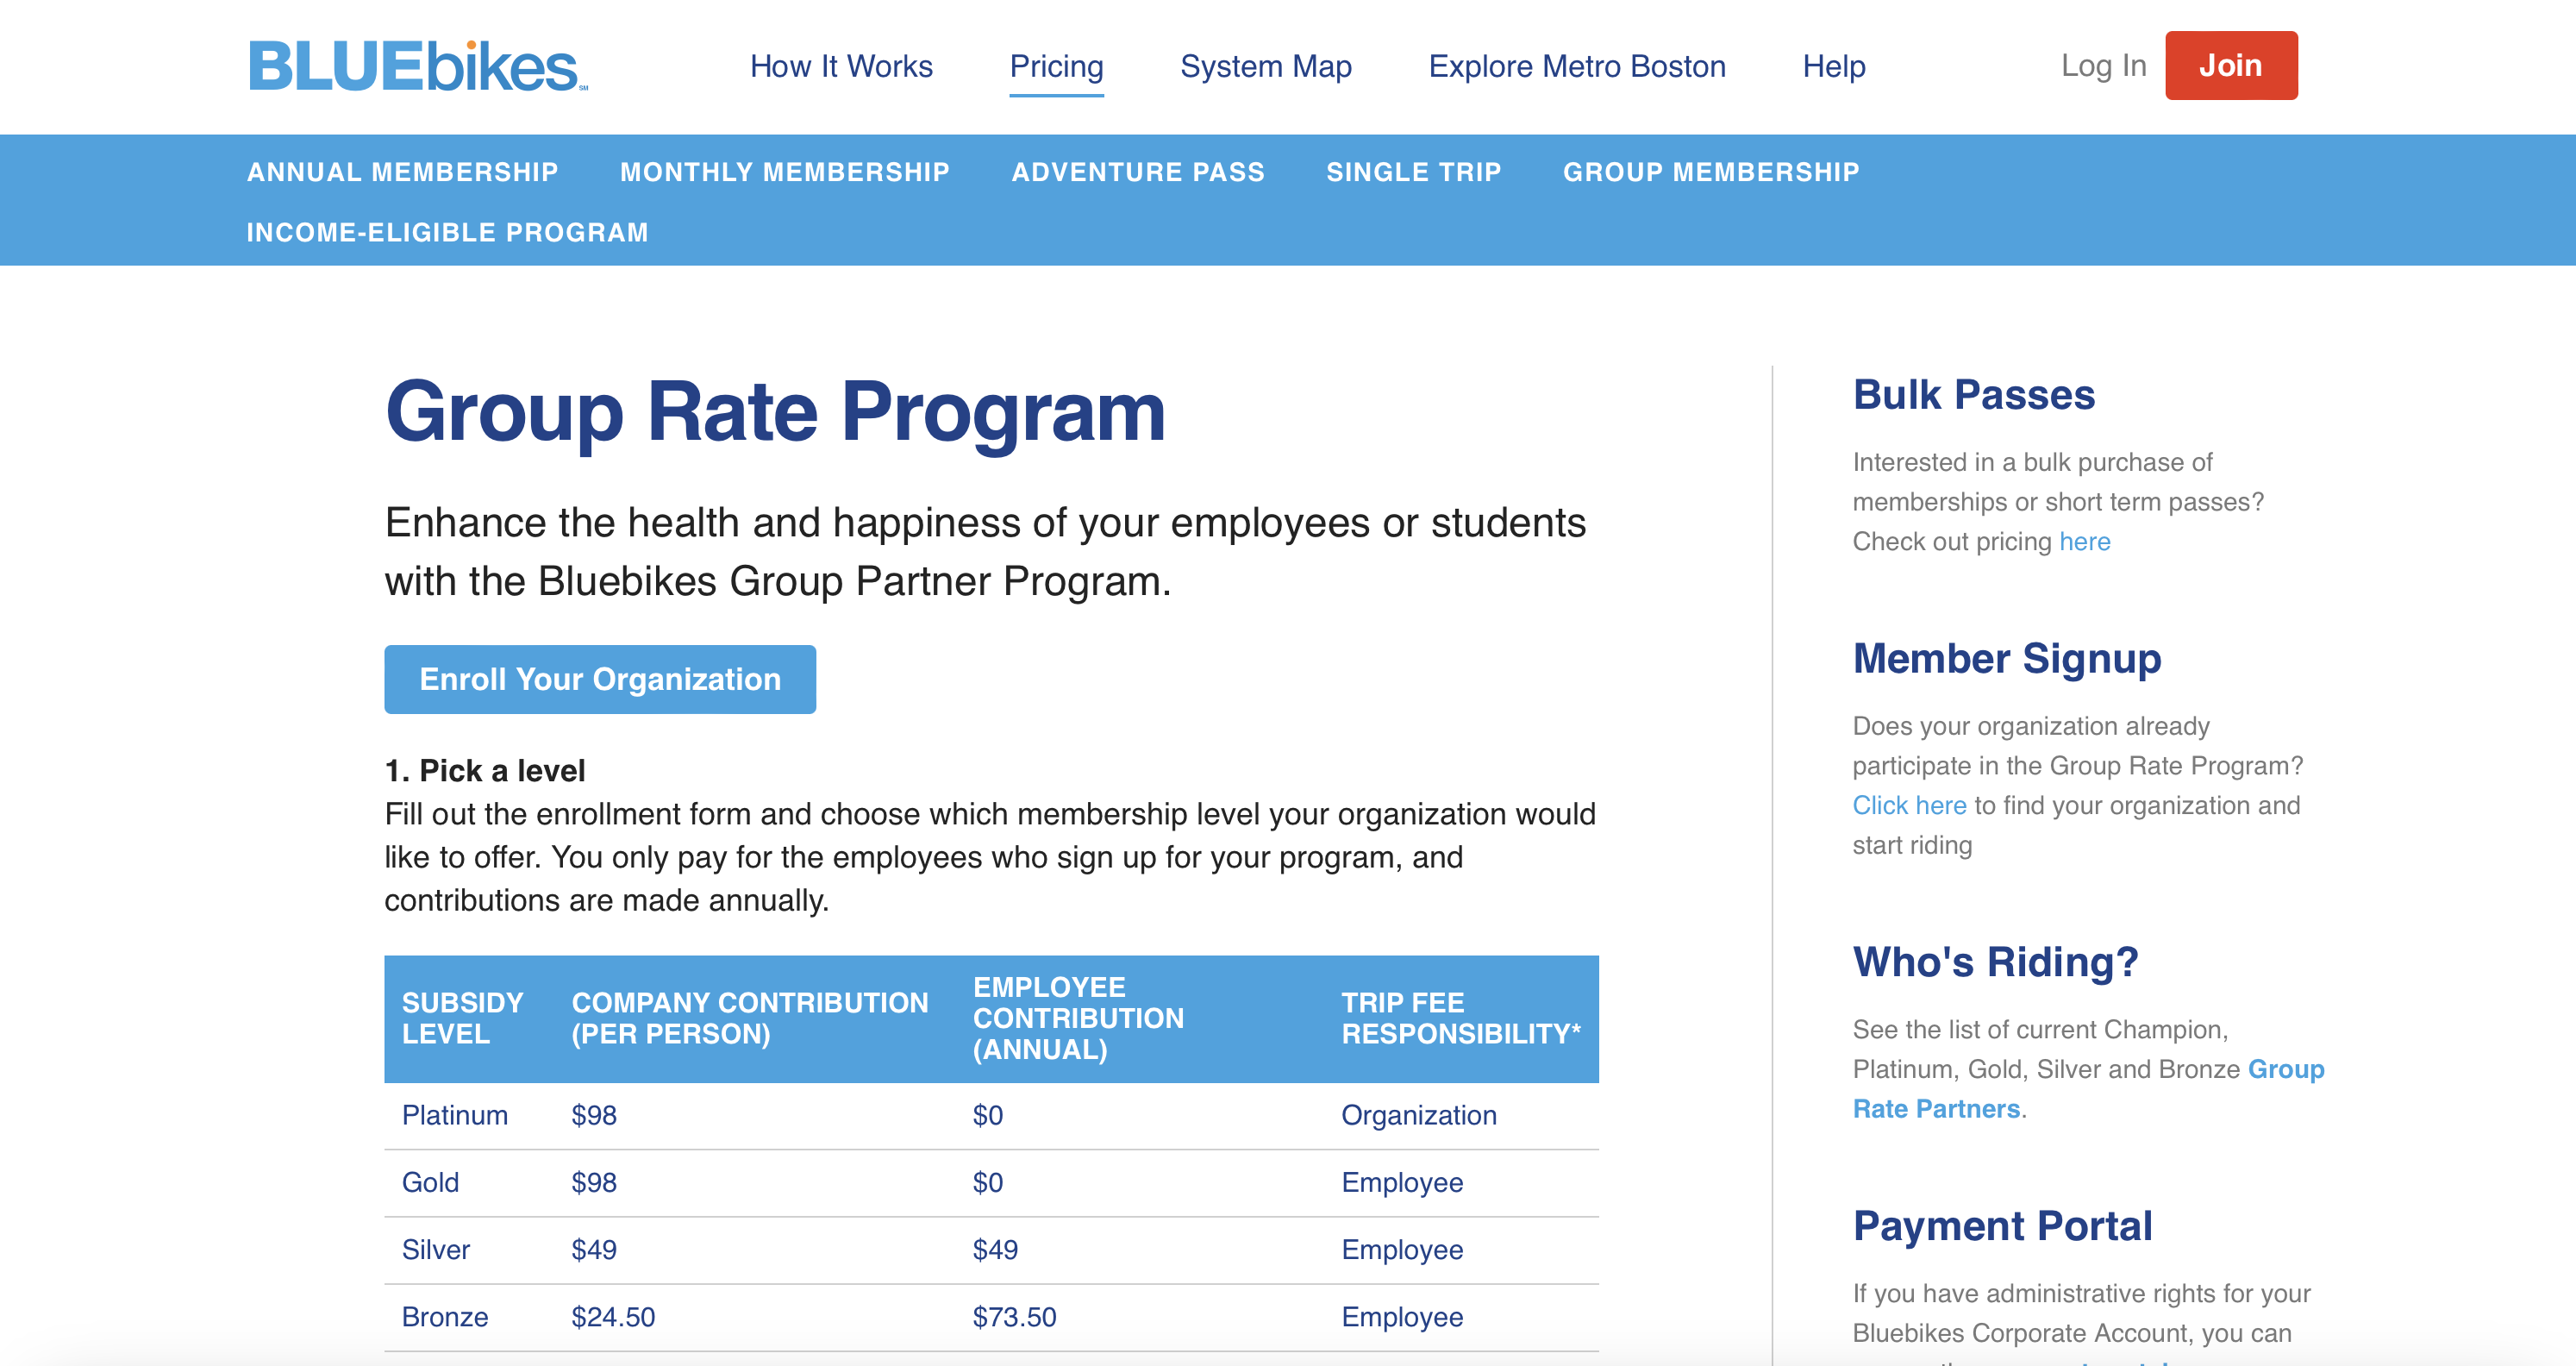 BLUEbikes℠
How It Works
Pricing
System Map
Explore Metro Boston
Help
Log In
Join
ANNUAL MEMBERSHIP
MONTHLY MEMBERSHIP
ADVENTURE PASS
SINGLE TRIP
GROUP MEMBERSHIP
INCOME-ELIGIBLE PROGRAM
Group Rate Program
Enhance the health and happiness of your employees or students
with the Bluebikes Group Partner Program.
Enroll Your Organization
1. Pick a level
Fill out the enrollment form and choose which membership level your organization would
like to offer. You only pay for the employees who sign up for your program, and
contributions are made annually.
SUBSIDY
LEVEL
COMPANY CONTRIBUTION
(PER PERSON)
EMPLOYEE
CONTRIBUTION
(ANNUAL)
TRIP FEE
RESPONSIBILITY*
Platinum $98 $0 Organization
Gold $98 $0 Employee
Silver $49 $49 Employee
Bronze $24.50 $73.50 Employee
Bulk Passes
Interested in a bulk purchase of
memberships or short term passes?
Check out pricing here
Member Signup
Does your organization already
participate in the Group Rate Program?
Click here to find your organization and
start riding
Who's Riding?
See the list of current Champion,
Platinum, Gold, Silver and Bronze Group
Rate Partners.
Payment Portal
If you have administrative rights for your
Bluebikes Corporate Account, you can